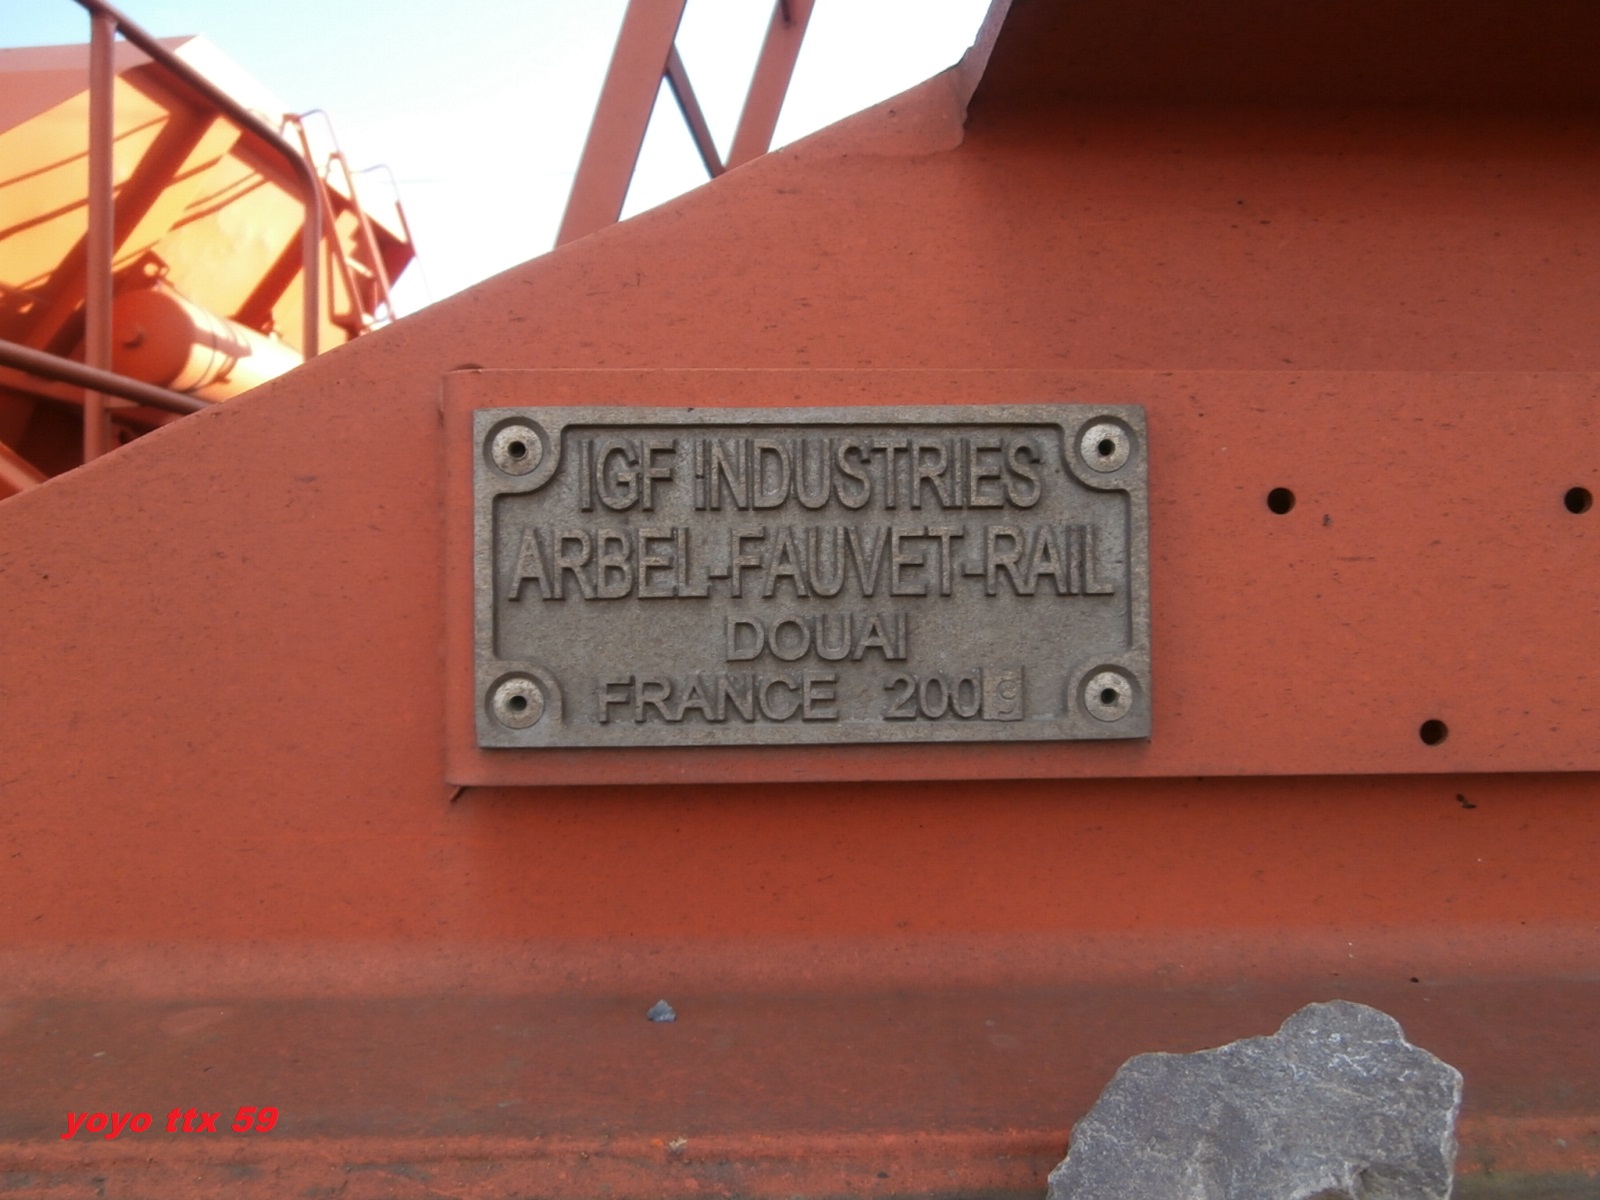 IGF INDUSTRIES
ARBEL-FAUVET-RAIL
DOUAI
FRANCE 2009
yoyo ttx 59